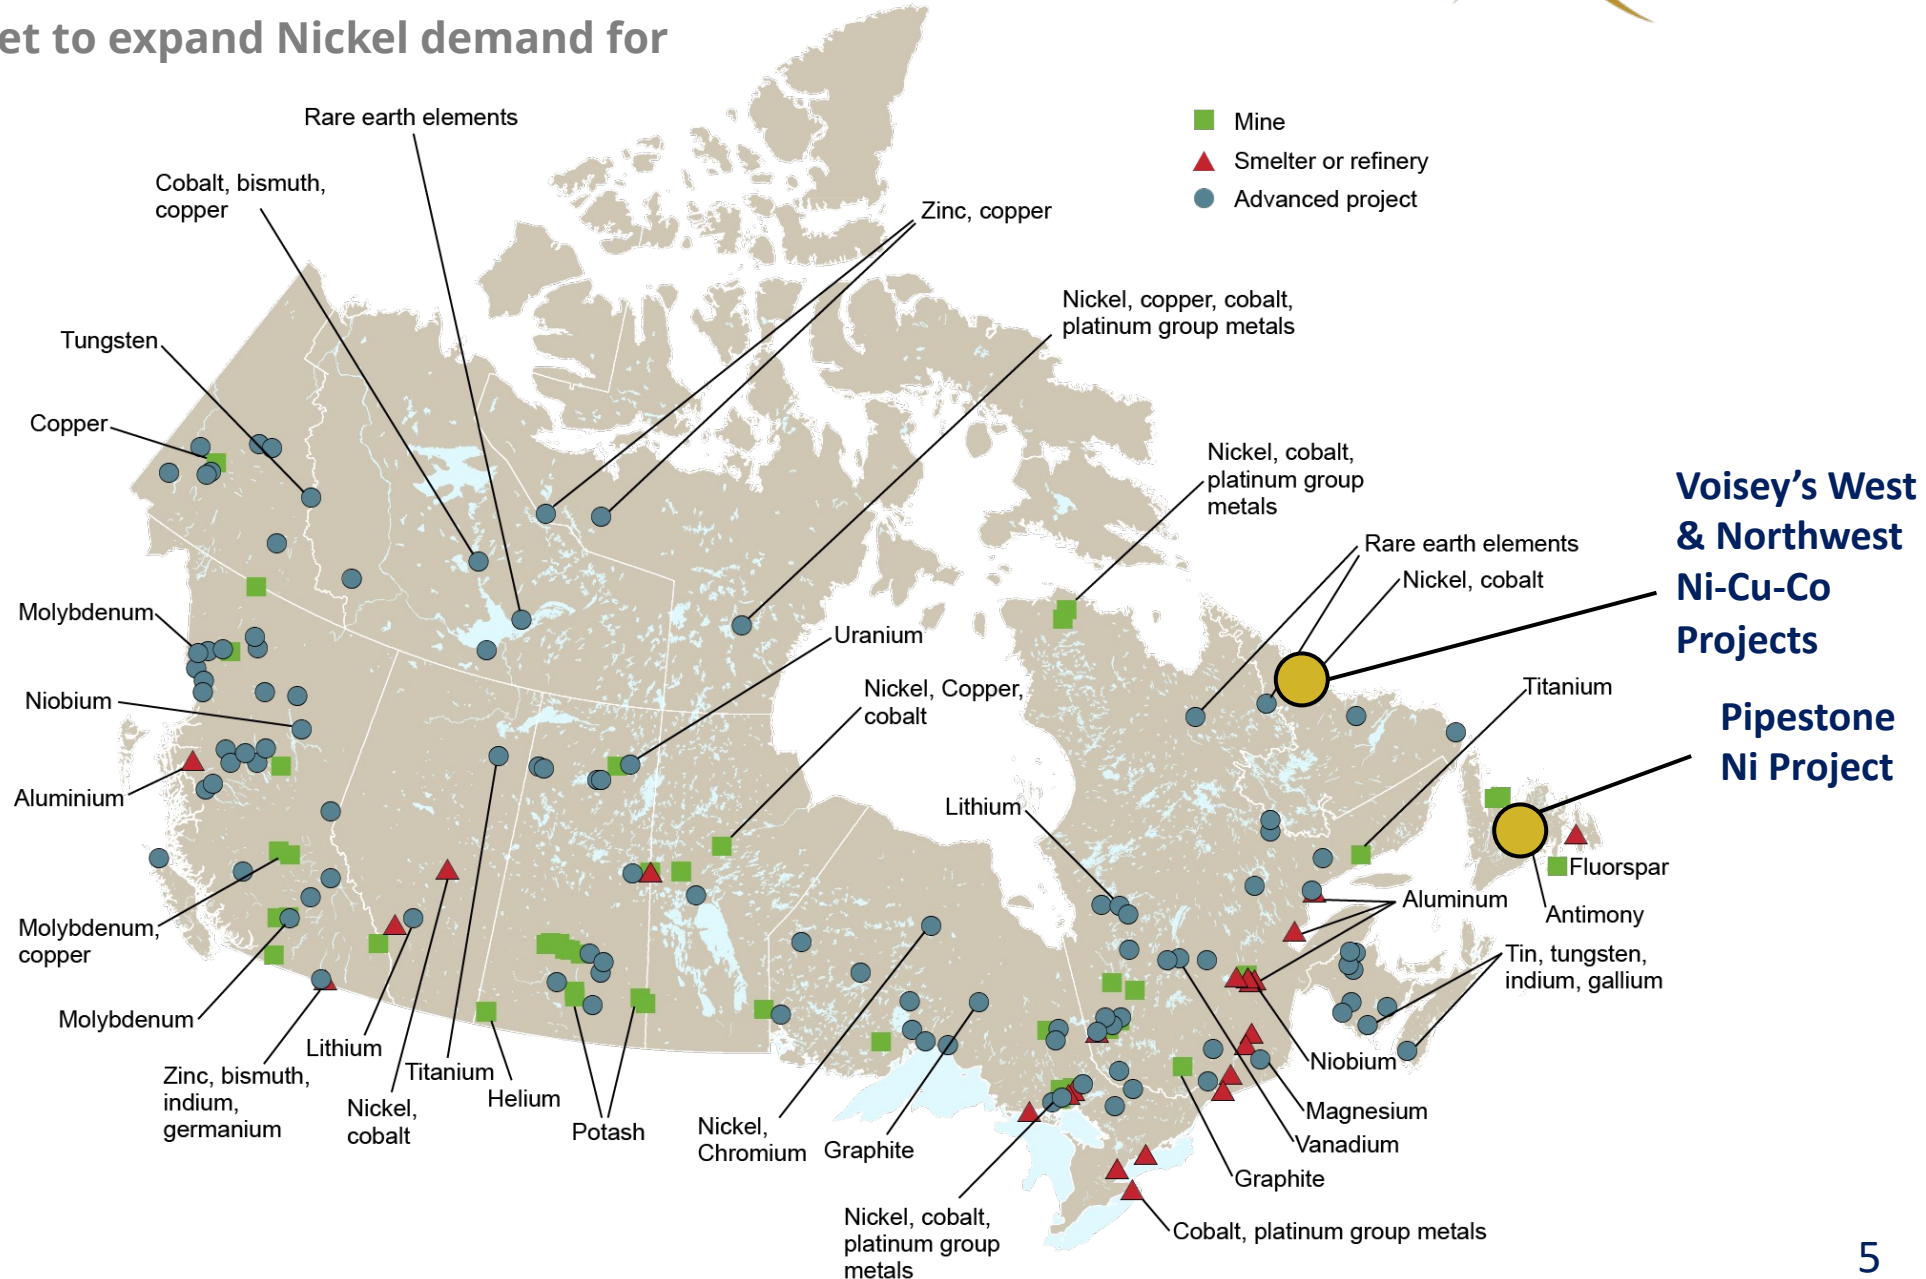 et to expand Nickel demand for
Rare earth elements
Mine
Smelter or refinery
Advanced project
Cobalt, bismuth,
copper
Zinc, copper
Nickel, copper, cobalt,
platinum group metals
Tungsten
Copper
Nickel, cobalt,
platinum group
metals
Voisey’s West
& Northwest
Ni-Cu-Co
Projects
Rare earth elements
Nickel, cobalt
Molybdenum
Uranium
Nickel, Copper,
cobalt
Niobium
Titanium
Pipestone
Ni Project
Aluminium
Lithium
Fluorspar
Aluminum
Antimony
Molybdenum,
copper
Tin, tungsten,
indium, gallium
Molybdenum
Lithium
Titanium
Helium
Zinc, bismuth,
indium,
germanium
Nickel,
cobalt
Potash
Nickel,
Chromium
Graphite
Niobium
Magnesium
Vanadium
Graphite
Nickel, cobalt,
platinum group
metals
Cobalt, platinum group metals
5